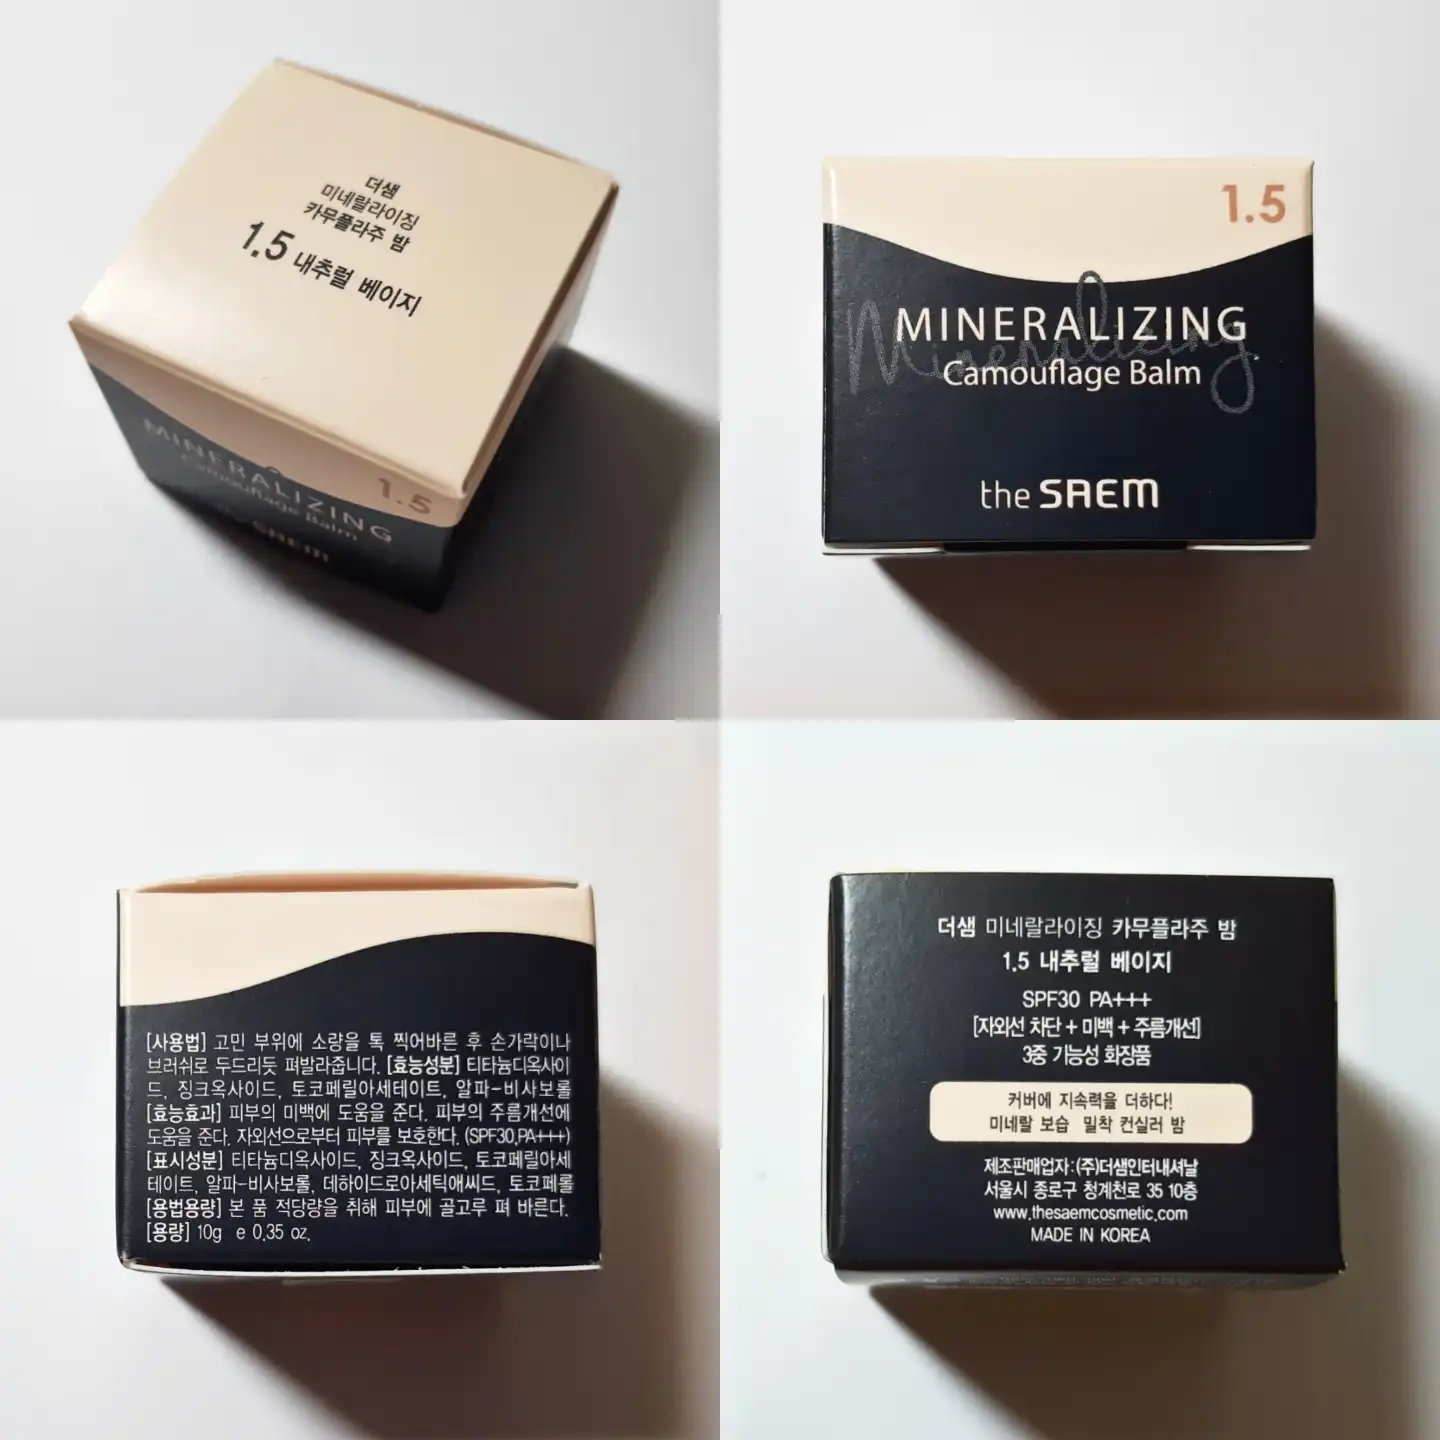 더샘
미네랄라이징
카무플라주 밤
1.5 내추럴 베이지
MINERALIZING
1.5
Camouflage Balm
the SAEM
1.5
Mineralizing
MINERALIZING
Camouflage Balm
the SAEM
[사용법] 고민 부위에 소량을 톡 찍어바른 후 손가락이나
브러쉬로 두드리듯 펴발라줍니다. [효능성분] 티타늄디옥사이
드, 징크옥사이드, 토코페릴아세테이트, 알파-비사보롤
[효능효과] 피부의 미백에 도움을 준다. 피부의 주름개선에
도움을 준다. 자외선으로부터 피부를 보호한다. (SPF30,PA+++)
[표시성분] 티타늄디옥사이드, 징크옥사이드, 토코페릴아세
테이트, 알파-비사보롤, 데하이드로아세틱애씨드, 토코페롤
[용법용량] 본 품 적당량을 취해 피부에 골고루 펴 바른다.
[용량] 10g e 0.35 oz.
더샘 미네랄라이징 카무플라주 밤
1.5 내추럴 베이지
SPF30 PA+++
[자외선 차단 + 미백 + 주름개선]
3중 기능성 화장품
커버에 지속력을 더하다!
미네랄 보습 밀착 컨실러 밤
제조판매업자:(주)더샘인터내셔날
서울시 종로구 청계천로 35 10층
www.thesaemcosmetic.com
MADE IN KOREA